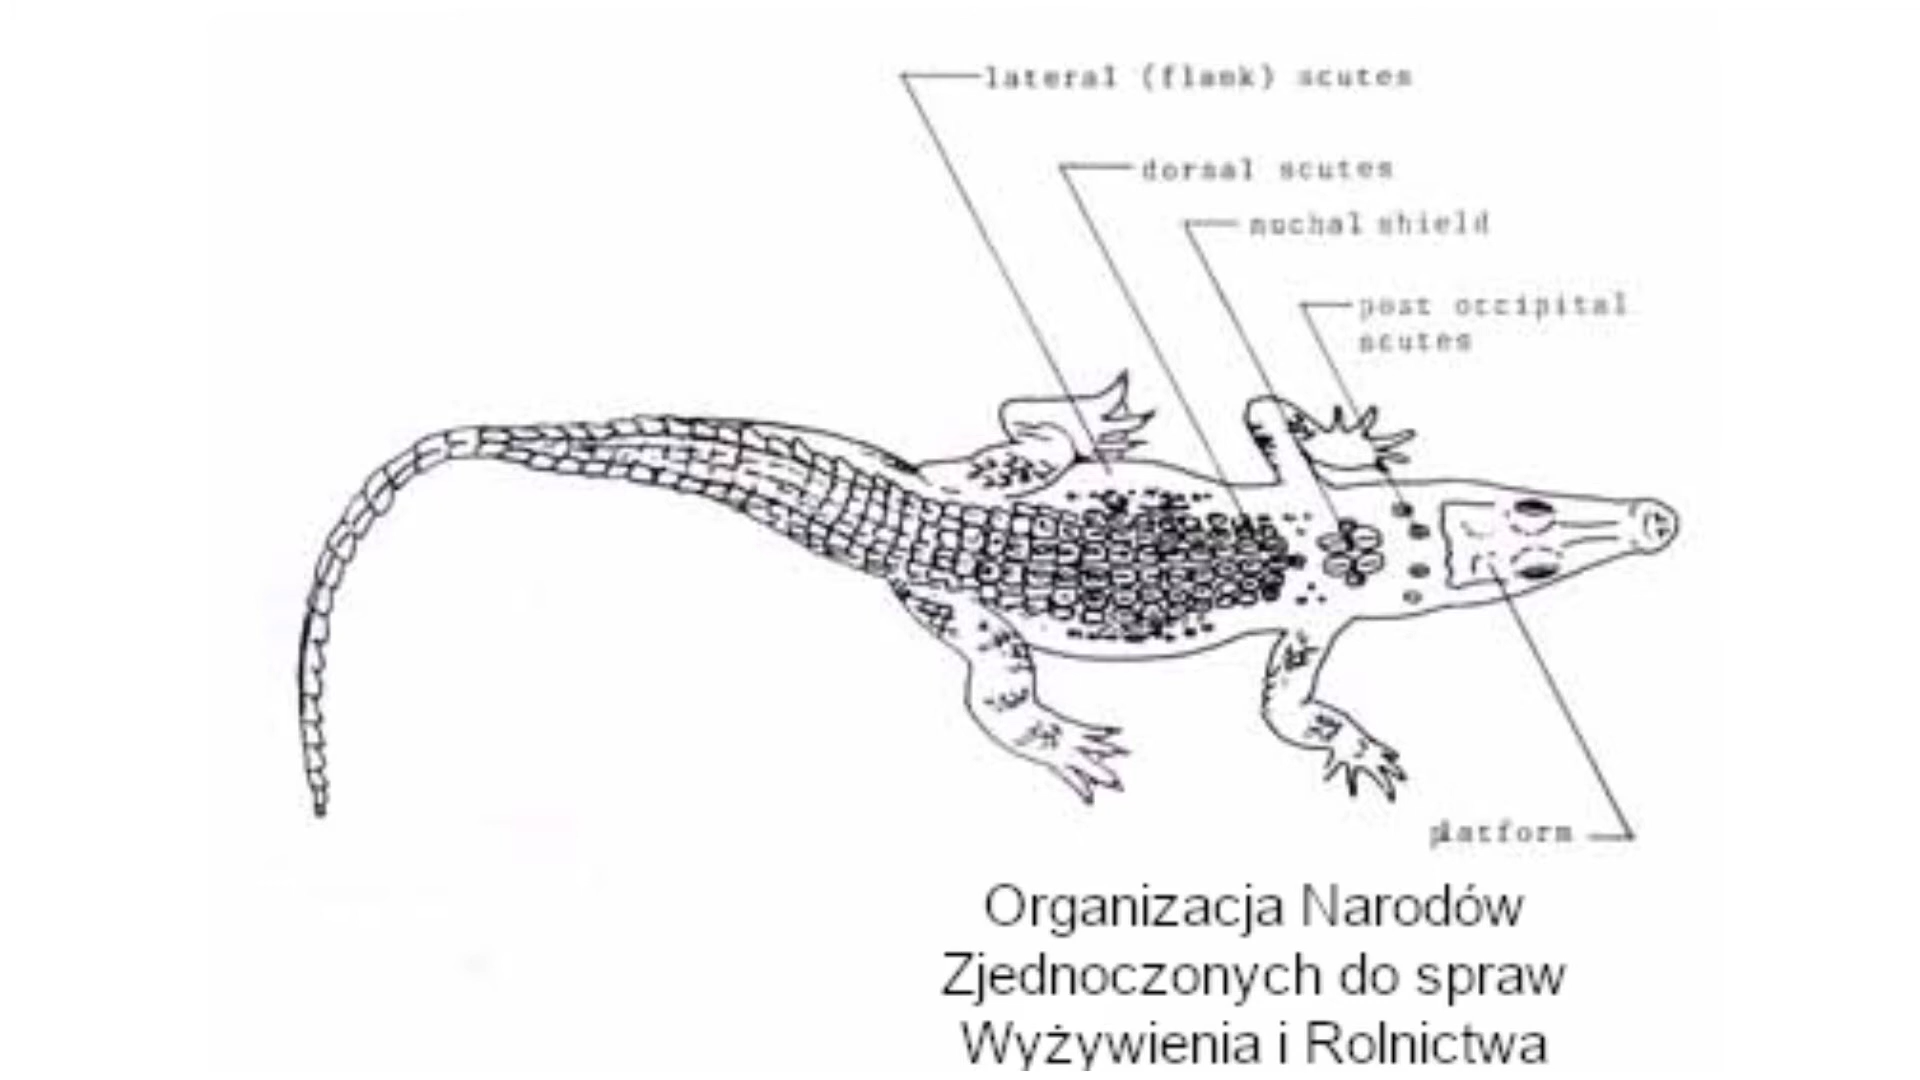 lateral (flank) scutes
dorsal scutes
nuchal shield
post occipital
scutes
platform
Organizacja Narodów
Zjednoczonych do spraw
Wyżywienia i Rolnictwa